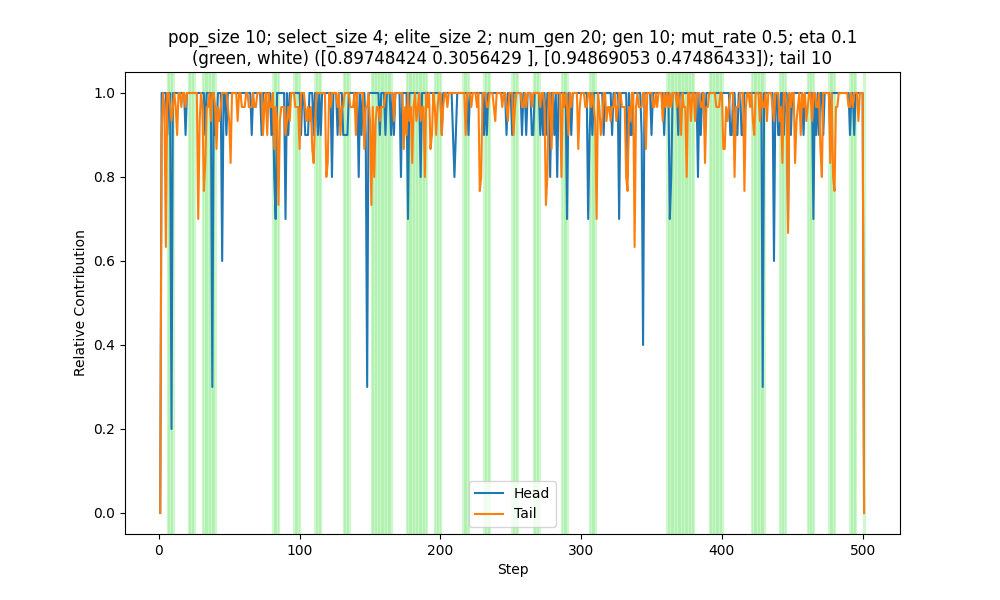 pop_size 10; select_size 4; elite_size 2; num_gen 20; gen 10; mut_rate 0.5; eta 0.1
(green, white) ([0.89748424 0.3056429 ], [0.94869053 0.47486433]); tail 10
1.0
0.8
0.6
0.4
0.2
0.0
Relative Contribution
Head
Tail
0 100 200 300 400 500
Step